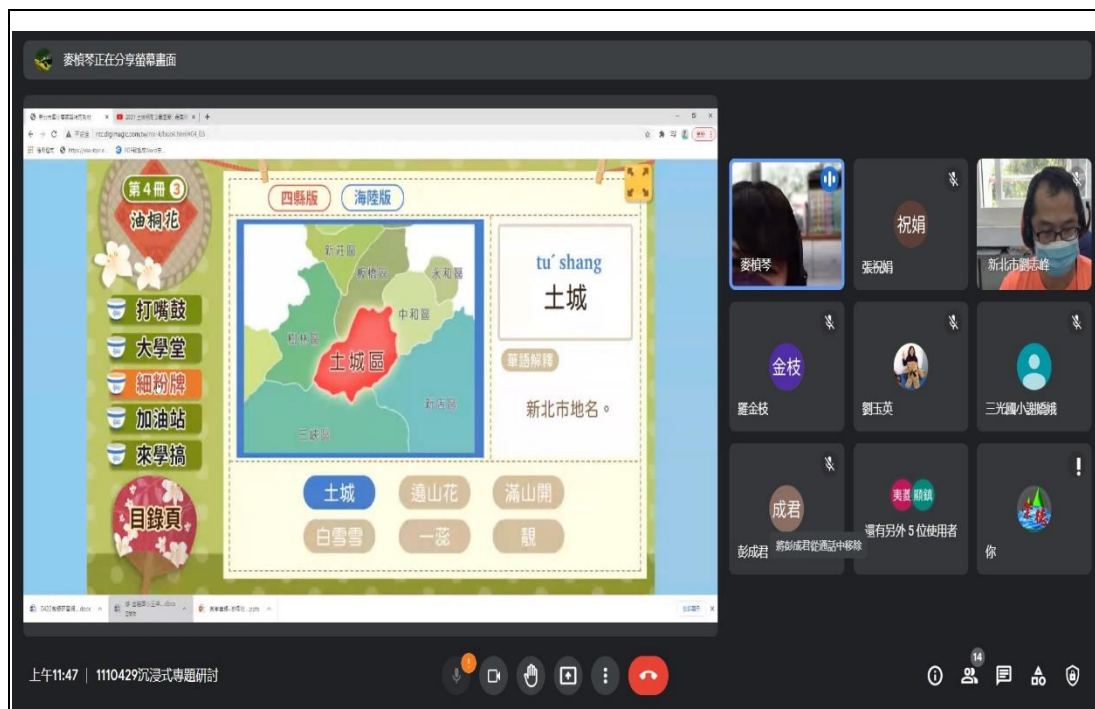 麥楨琴正在分享螢幕畫面
第4冊 3
油桐花
打嘴鼓
大學堂
細粉牌
加油站
來學搞
目錄頁
四縣版
海陸版
新莊區
板橋區
永和區
中和區
樹林區
土城區
新店區
三峽區
tuˊ shang
土城
華語解釋
新北市地名。
土城
遶山花
滿山開
白雪雪
一蕊
靚
麥楨琴
祝娟
張祝娟
新北市劉志峰
金枝
羅金枝
劉玉英
三光國小謝嬌娥
成君
彭成君
將彭成君從通話中移除
顯鎮
還有另外 5 位使用者
你
上午11:47 | 1110429沉浸式專題研討
14